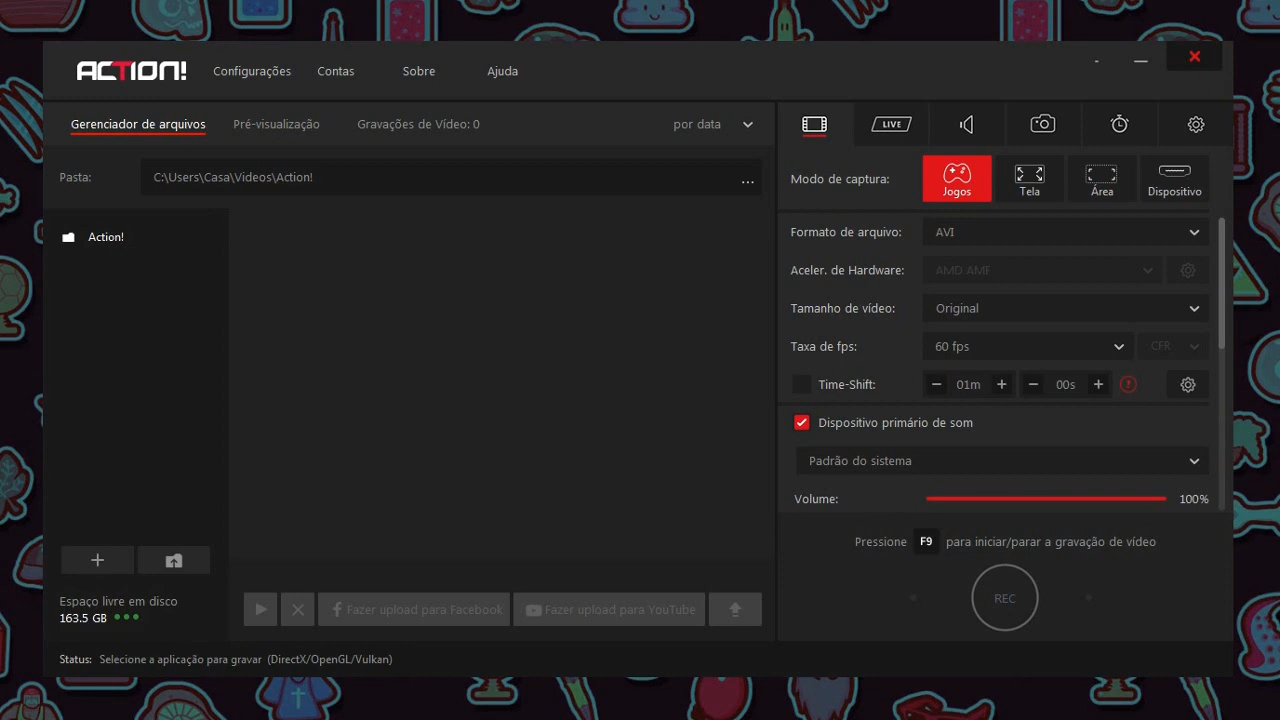 ACTION!
Configurações Contas Sobre Ajuda
Gerenciador de arquivos Pré-visualização Gravações de Vídeo: 0 por data
LIVE
Pasta: C:\Users\Casa\Videos\Action! ...
Modo de captura: Jogos Tela Área Dispositivo
Action!
Formato de arquivo: AVI
Aceler. de Hardware: AMD AMF
Tamanho de vídeo: Original
Taxa de fps: 60 fps CFR
Time-Shift: 01m 00s
Dispositivo primário de som
Padrão do sistema
Volume: 100%
Pressione F9 para iniciar/parar a gravação de vídeo
REC
Espaço livre em disco
163.5 GB
Fazer upload para Facebook Fazer upload para YouTube
Status: Selecione a aplicação para gravar (DirectX/OpenGL/Vulkan)